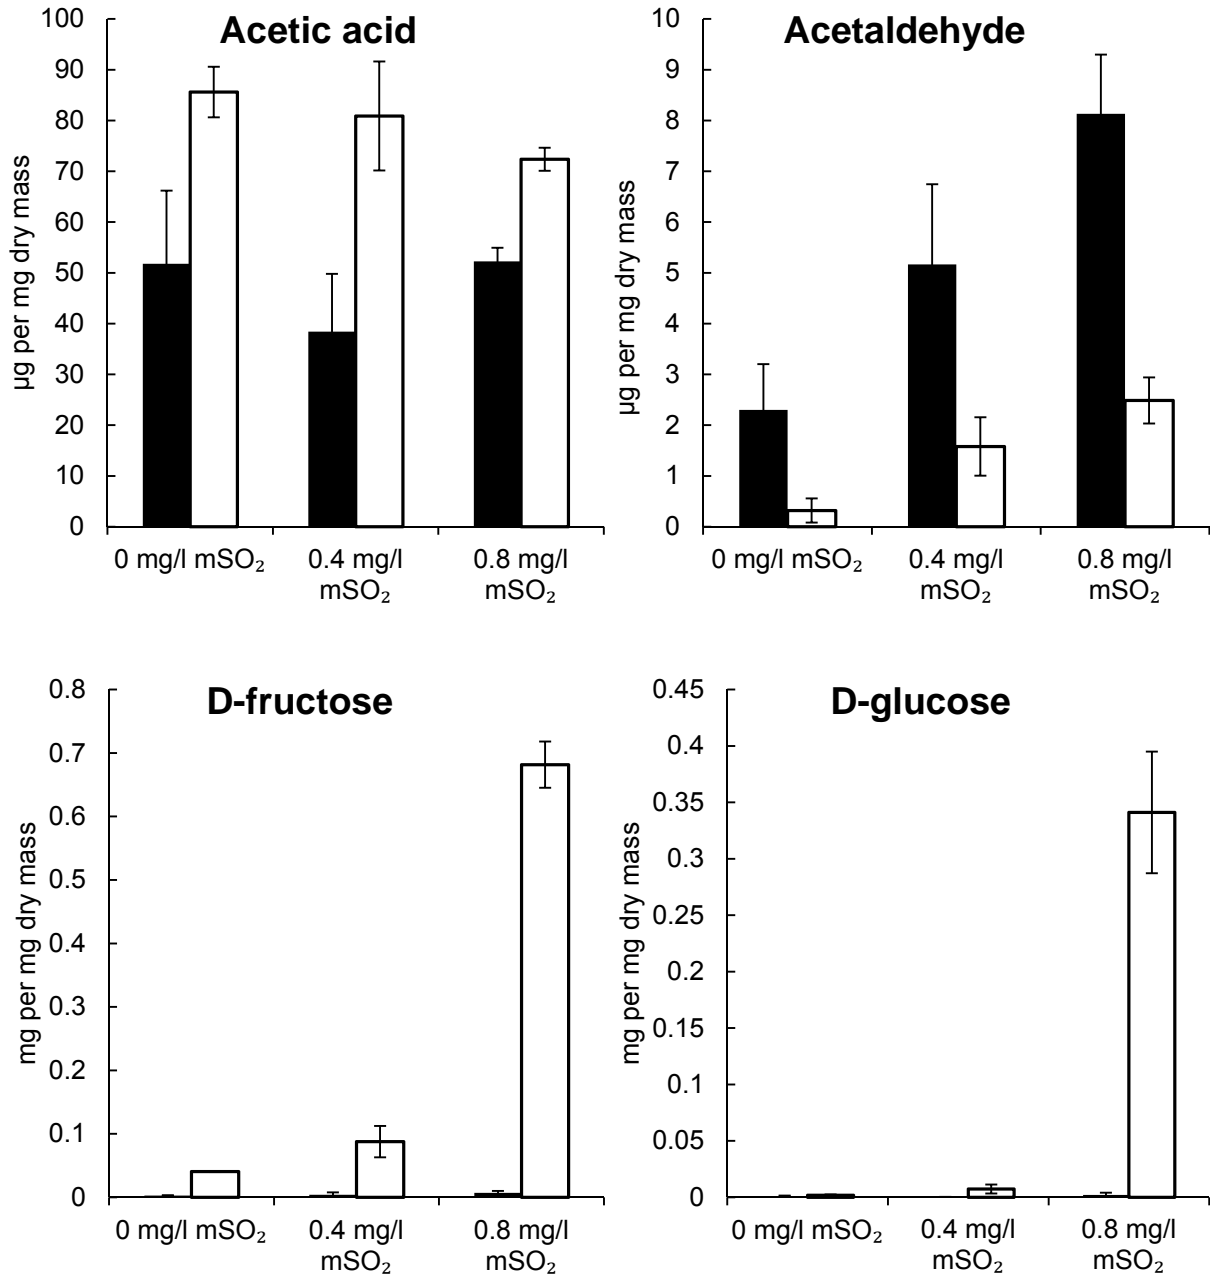 Acetic acid
µg per mg dry mass
100
90
80
70
60
50
40
30
20
10
0
0 mg/l mSO₂
0.4 mg/l
mSO₂
0.8 mg/l
mSO₂
Acetaldehyde
µg per mg dry mass
10
9
8
7
6
5
4
3
2
1
0
0 mg/l mSO₂
0.4 mg/l
mSO₂
0.8 mg/l
mSO₂
D-fructose
mg per mg dry mass
0.8
0.7
0.6
0.5
0.4
0.3
0.2
0.1
0
0 mg/l mSO₂
0.4 mg/l
mSO₂
0.8 mg/l
mSO₂
D-glucose
mg per mg dry mass
0.45
0.4
0.35
0.3
0.25
0.2
0.15
0.1
0.05
0
0 mg/l mSO₂
0.4 mg/l
mSO₂
0.8 mg/l
mSO₂